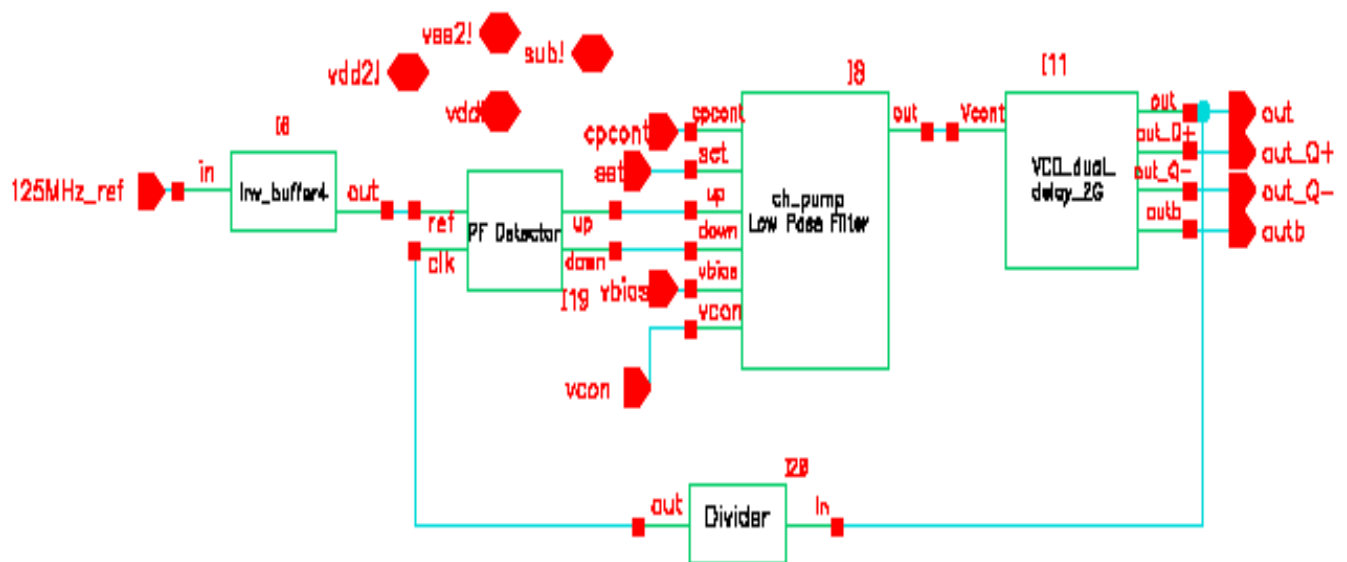 vss2!
sub!
vdd2!
vdd!
I6
125MHz_ref
in
Inv_buffer4
out
ref
clk
PF Detector
up
down
I19
cpcont
set
vbias
vcon
cpcont
set
up
down
vbias
vcon
ch_pump
Low Pass Filter
I8
out
Vcont
I11
VCO_dual_
delay_2G
out
out_Q+
out_Q-
outb
out
out_Q+
out_Q-
outb
I20
out
Divider
in